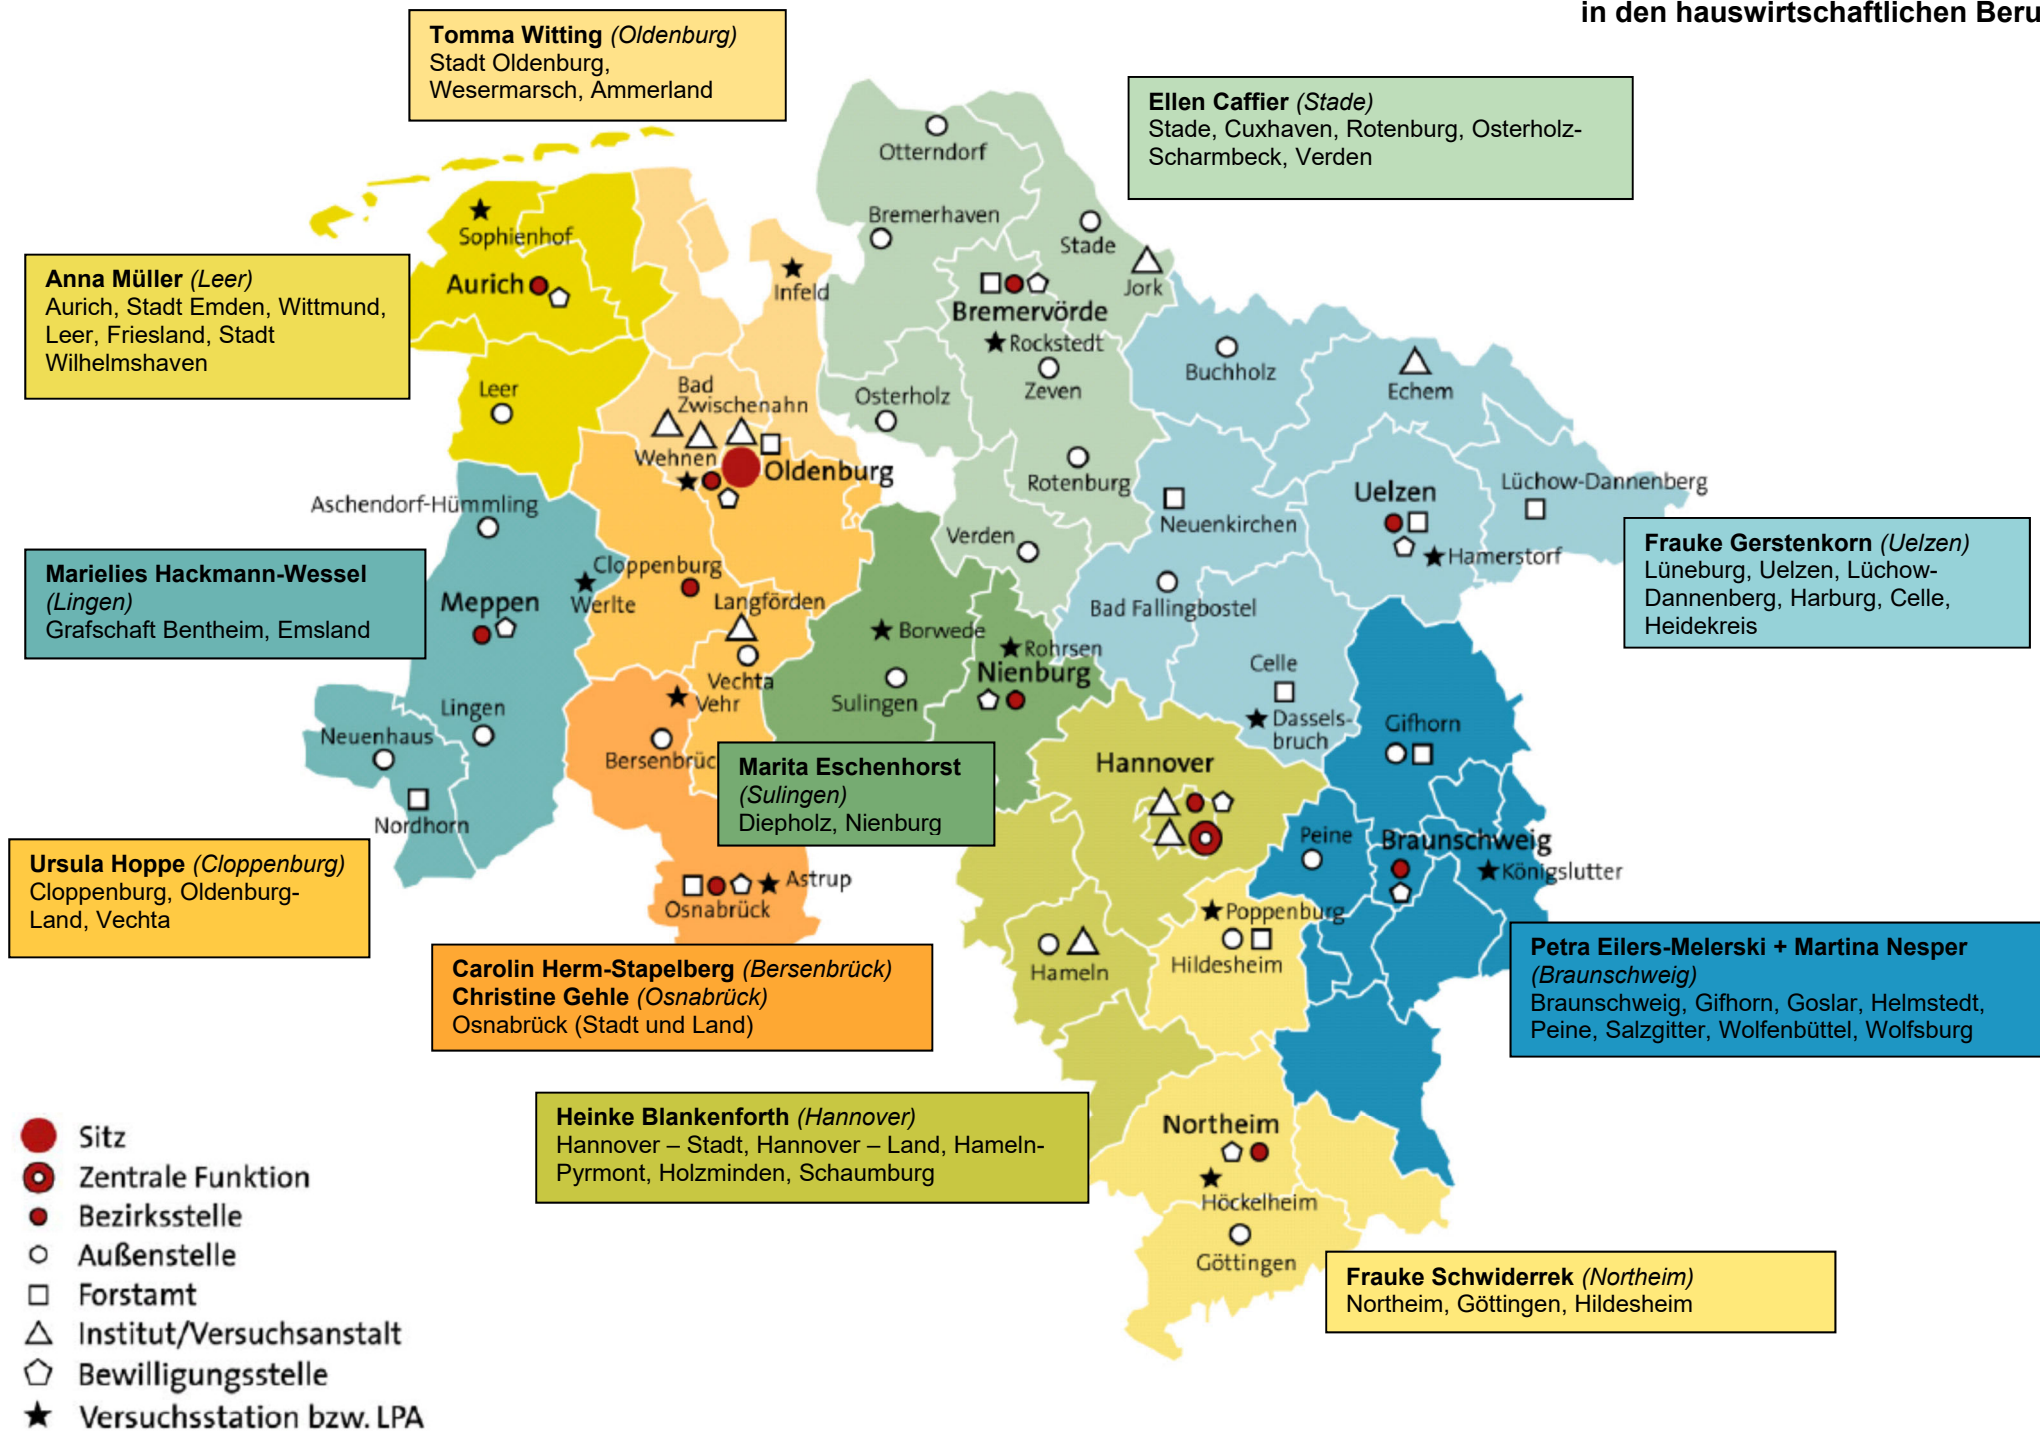 in den hauswirtschaftlichen Beru
Tomma Witting (Oldenburg)
Stadt Oldenburg,
Wesermarsch, Ammerland
Ellen Caffier (Stade)
Stade, Cuxhaven, Rotenburg, Osterholz-
Scharmbeck, Verden
Anna Müller (Leer)
Aurich, Stadt Emden, Wittmund,
Leer, Friesland, Stadt
Wilhelmshaven
Marielies Hackmann-Wessel
(Lingen)
Grafschaft Bentheim, Emsland
Frauke Gerstenkorn (Uelzen)
Lüneburg, Uelzen, Lüchow-
Dannenberg, Harburg, Celle,
Heidekreis
Marita Eschenhorst
(Sulingen)
Diepholz, Nienburg
Ursula Hoppe (Cloppenburg)
Cloppenburg, Oldenburg-
Land, Vechta
Carolin Herm-Stapelberg (Bersenbrück)
Christine Gehle (Osnabrück)
Osnabrück (Stadt und Land)
Petra Eilers-Melerski + Martina Nesper
(Braunschweig)
Braunschweig, Gifhorn, Goslar, Helmstedt,
Peine, Salzgitter, Wolfenbüttel, Wolfsburg
Heinke Blankenforth (Hannover)
Hannover – Stadt, Hannover – Land, Hameln-
Pyrmont, Holzminden, Schaumburg
Frauke Schwiderrek (Northeim)
Northeim, Göttingen, Hildesheim
Otterndorf
Bremerhaven
Stade
Jork
Bremervörde
Rockstedt
Zeven
Osterholz
Rotenburg
Verden
Sophienhof
Aurich
Leer
Infeld
Bad
Zwischenahn
Wehnen
Oldenburg
Aschendorf-Hümmling
Cloppenburg
Werlte
Meppen
Langförden
Vechta
Vehr
Lingen
Neuenhaus
Nordhorn
Bersenbrüc
Osnabrück
Astrup
Borwede
Sulingen
Rohrsen
Nienburg
Buchholz
Echem
Neuenkirchen
Uelzen
Hamerstorf
Lüchow-Dannenberg
Bad Fallingbostel
Celle
Dassels-
bruch
Gifhorn
Hannover
Peine
Braunschweig
Königslutter
Poppenburg
Hildesheim
Hameln
Northeim
Höckelheim
Göttingen
Sitz
Zentrale Funktion
Bezirksstelle
Außenstelle
Forstamt
Institut/Versuchsanstalt
Bewilligungsstelle
Versuchsstation bzw. LPA